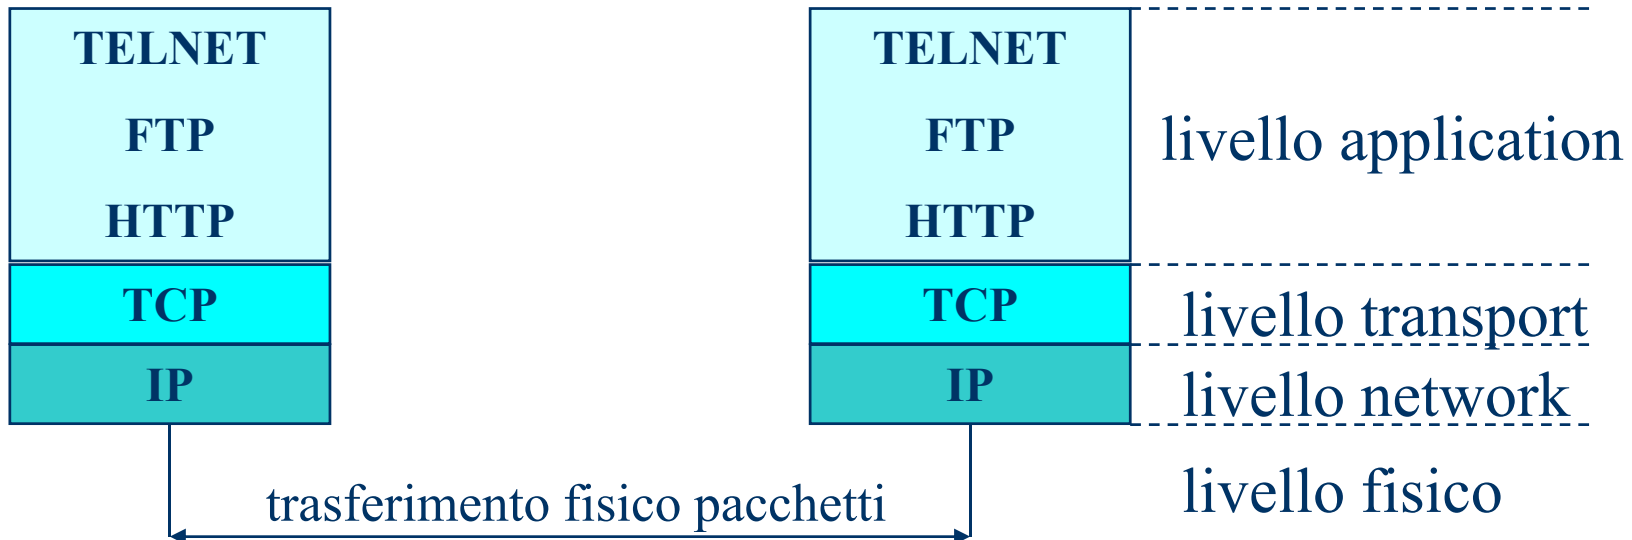 TELNET
TELNET
FTP
FTP
livello application
HTTP
HTTP
TCP
TCP
livello transport
IP
IP
livello network
trasferimento fisico pacchetti
livello fisico